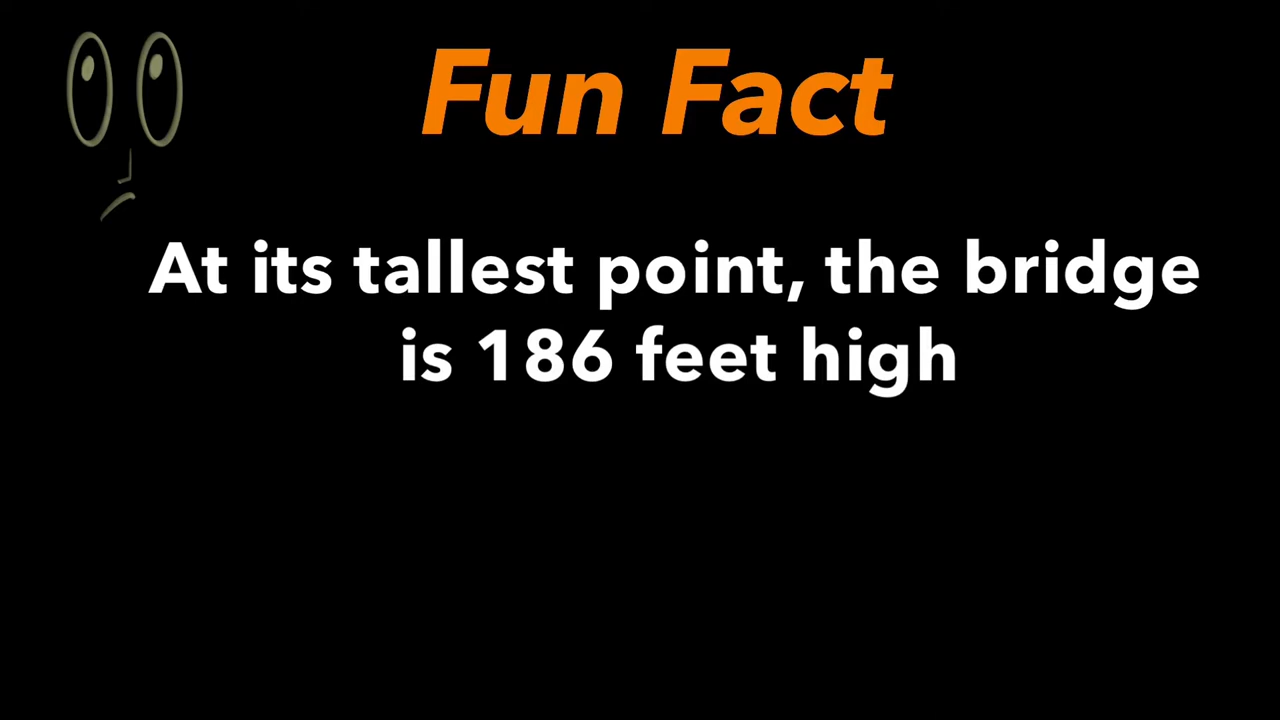 Fun Fact
At its tallest point, the bridge
is 186 feet high